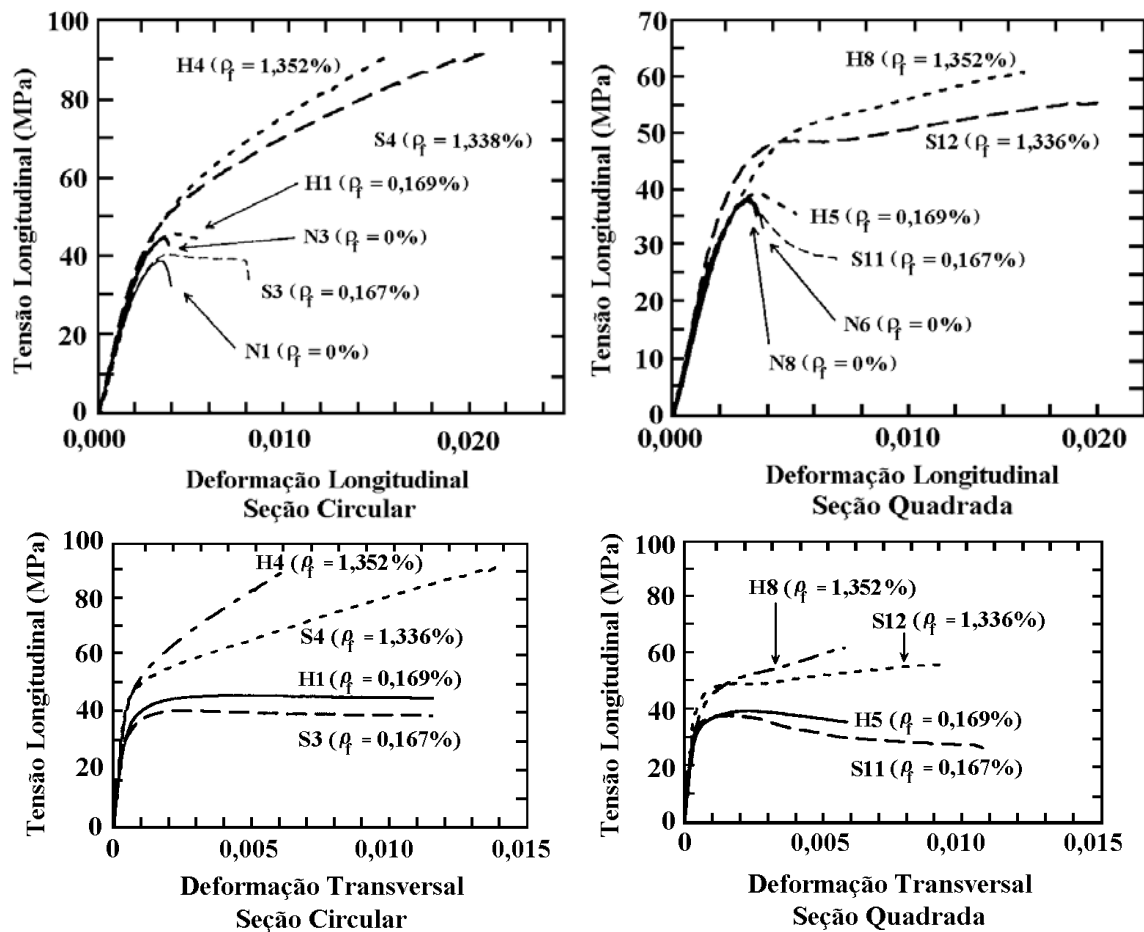 Tensão Longitudinal (MPa)
100
80
60
40
20
0
0,000
0,010
0,020
H4 (ρf = 1,352%)
S4 (ρf = 1,338%)
H1 (ρf = 0,169%)
N3 (ρf = 0%)
S3 (ρf = 0,167%)
N1 (ρf = 0%)
Deformação Longitudinal
Seção Circular
Tensão Longitudinal (MPa)
70
60
50
40
30
20
10
0
0,000
0,010
0,020
H8 (ρf = 1,352%)
S12 (ρf = 1,336%)
H5 (ρf = 0,169%)
S11 (ρf = 0,167%)
N6 (ρf = 0%)
N8 (ρf = 0%)
Deformação Longitudinal
Seção Quadrada
Tensão Longitudinal (MPa)
100
80
60
40
20
0
0
0,005
0,010
0,015
H4 (ρf = 1,352%)
S4 (ρf = 1,336%)
H1 (ρf = 0,169%)
S3 (ρf = 0,167%)
Deformação Transversal
Seção Circular
Tensão Longitudinal (MPa)
100
80
60
40
20
0
0
0,005
0,010
0,015
H8 (ρf = 1,352%)
S12 (ρf = 1,336%)
H5 (ρf = 0,169%)
S11 (ρf = 0,167%)
Deformação Transversal
Seção Quadrada